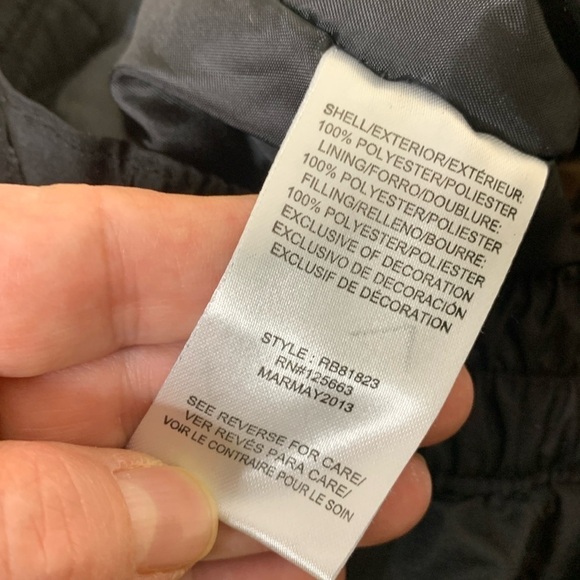 SHELL/EXTERIOR/EXTÉRIEUR:
100% POLYESTER/POLIESTER
LINING/FORRO/DOUBLURE:
100% POLYESTER/POLIESTER
FILLING/RELLENO/BOURRE:
100% POLYESTER/POLIESTER
EXCLUSIVE OF DECORATION
EXCLUSIVO DE DECORACIÓN
EXCLUSIF DE DÉCORATION
STYLE : RB81823
RN#125663
MARMAY2013
SEE REVERSE FOR CARE/
VER REVÉS PARA CARE/
VOIR LE CONTRAIRE POUR LE SOIN